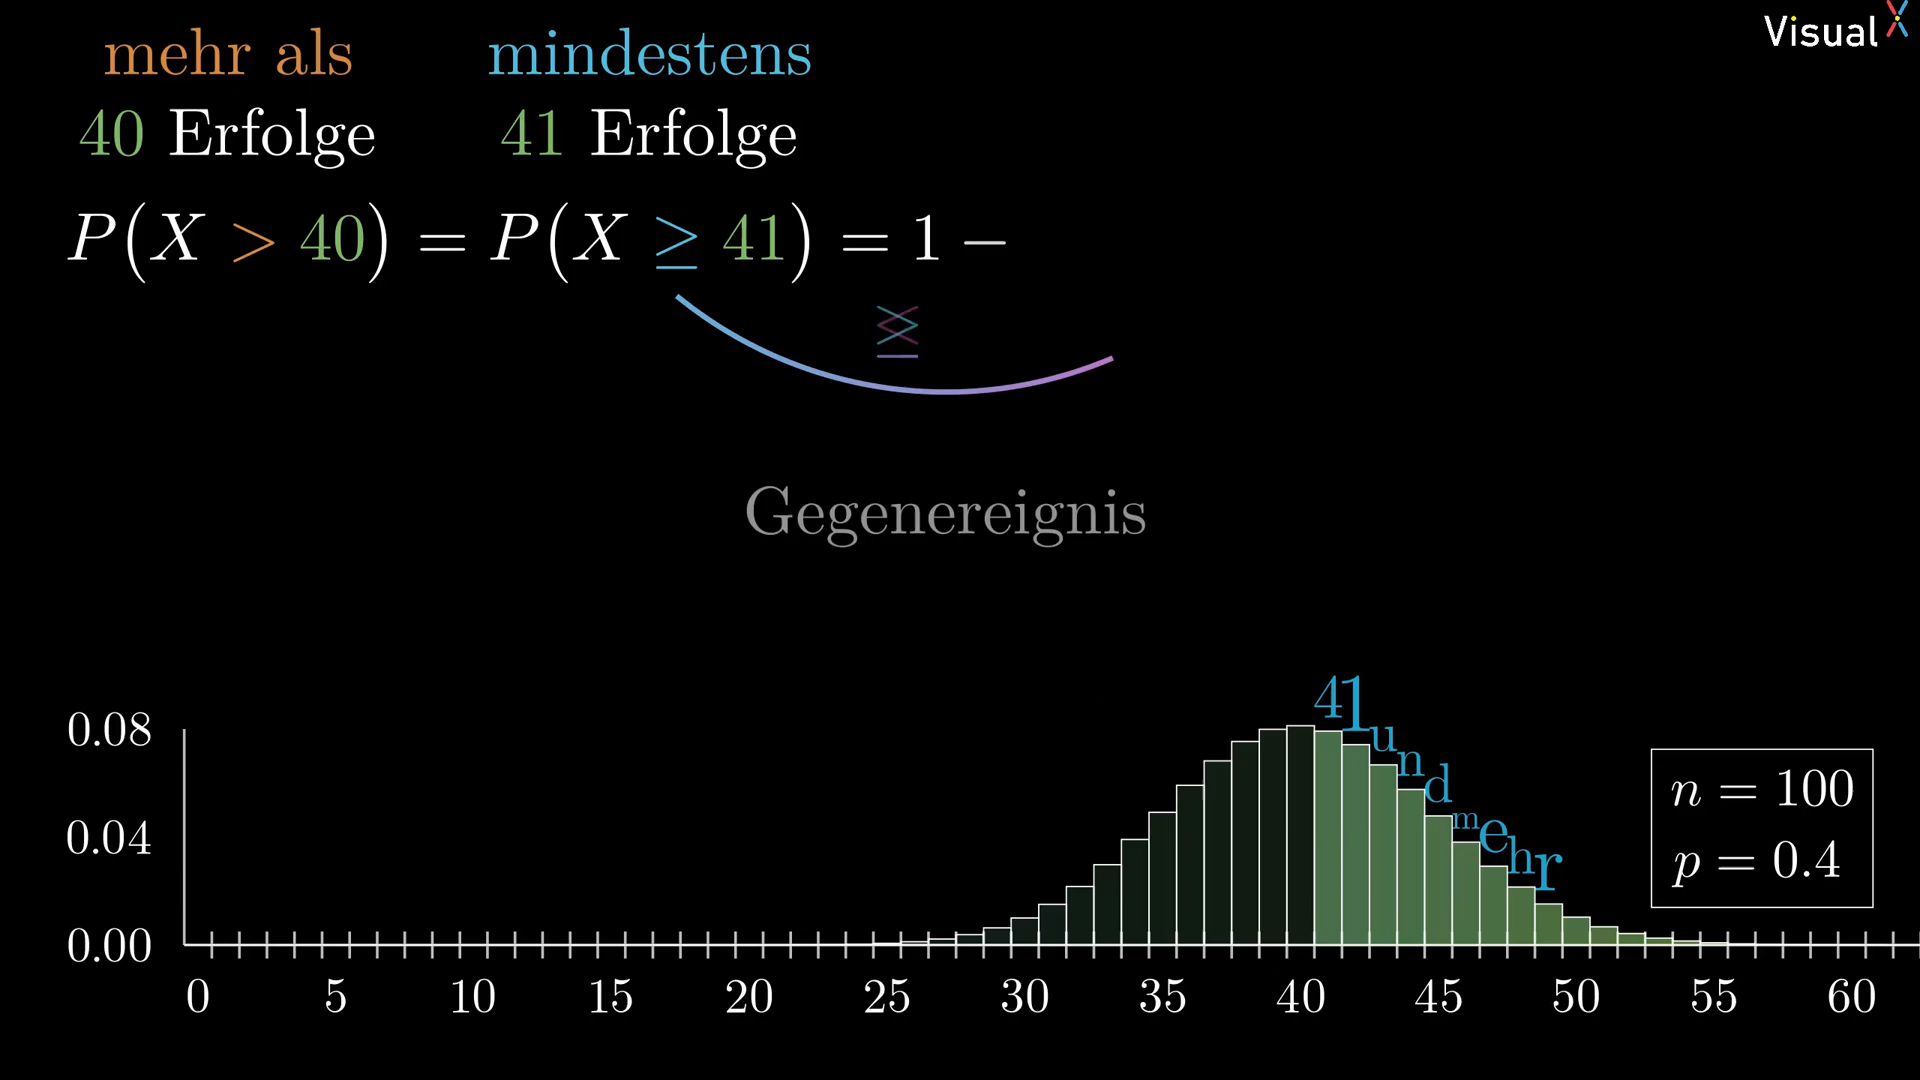 Visual X
mehr als mindestens
40 Erfolge 41 Erfolge
P(X > 40) = P(X ≥ 41) = 1 −
Gegenereignis
41 und mehr
0.08
0.04
0.00
n = 100
p = 0.4
0 5 10 15 20 25 30 35 40 45 50 55 60